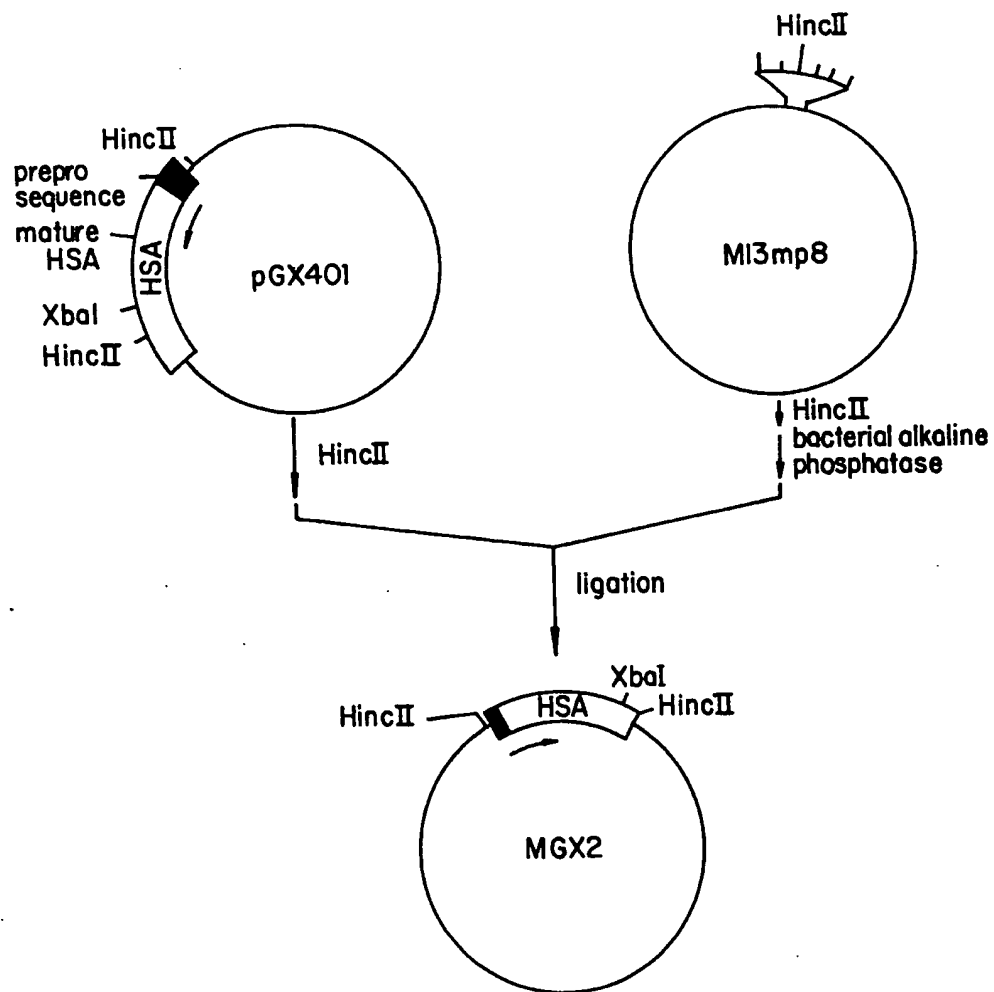 HincII
HincII
prepro
sequence
mature
HSA
HSA
XbaI
HincII
pGX401
M13mp8
HincII
HincII
bacterial alkaline
phosphatase
ligation
XbaI
HincII
HSA
HincII
MGX2